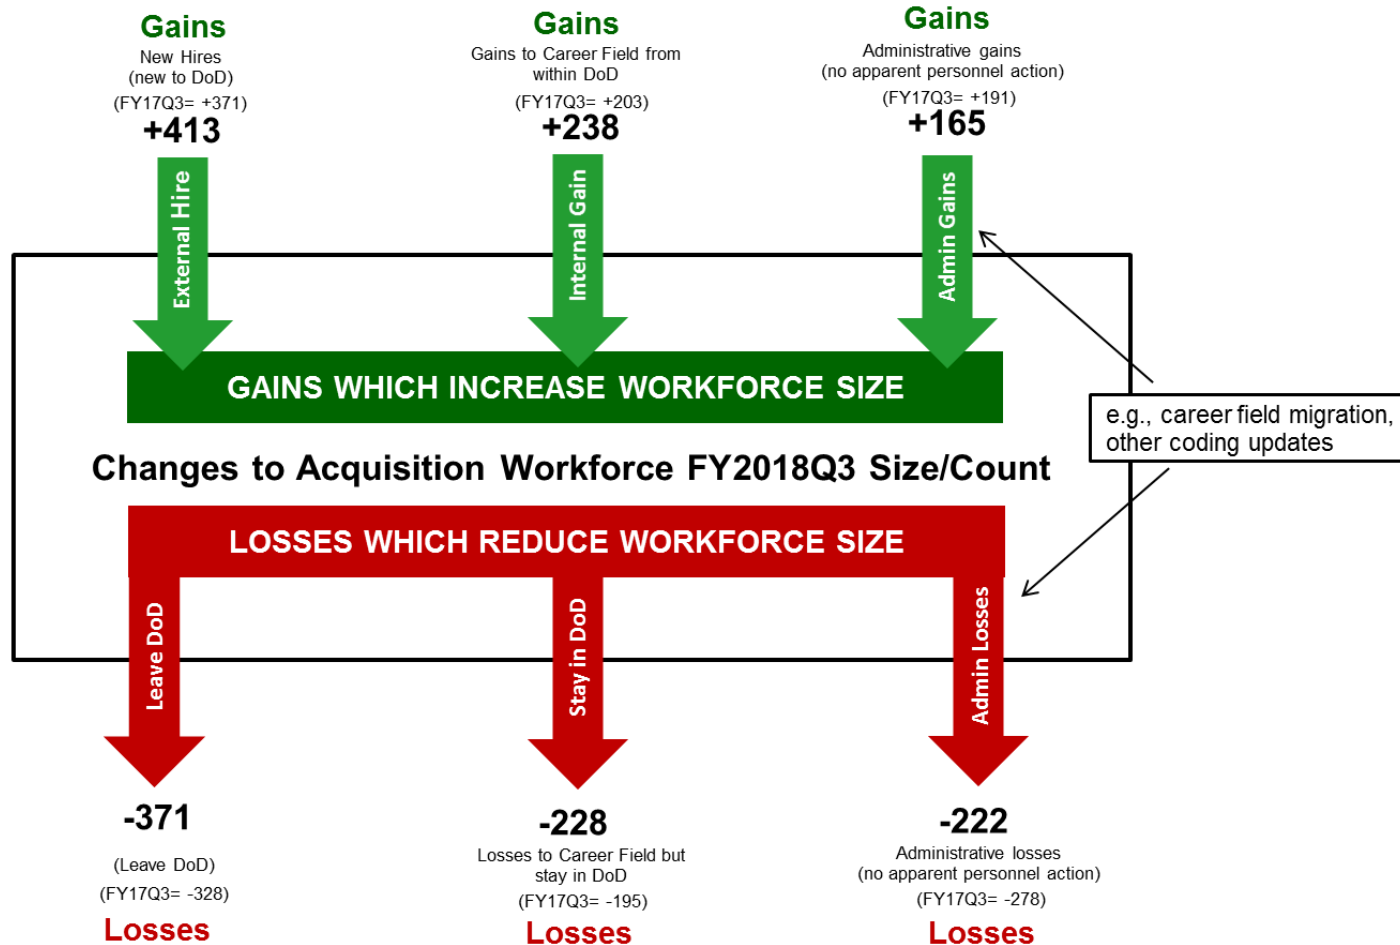 Gains
New Hires
(new to DoD)
(FY17Q3= +371)
+413
Gains
Gains to Career Field from
within DoD
(FY17Q3= +203)
+238
Gains
Administrative gains
(no apparent personnel action)
(FY17Q3= +191)
+165
External Hire
Internal Gain
Admin Gains
GAINS WHICH INCREASE WORKFORCE SIZE
e.g., career field migration,
other coding updates
Changes to Acquisition Workforce FY2018Q3 Size/Count
LOSSES WHICH REDUCE WORKFORCE SIZE
Leave DoD
Stay in DoD
Admin Losses
-371
(Leave DoD)
(FY17Q3= -328)
Losses
-228
Losses to Career Field but
stay in DoD
(FY17Q3= -195)
Losses
-222
Administrative losses
(no apparent personnel action)
(FY17Q3= -278)
Losses